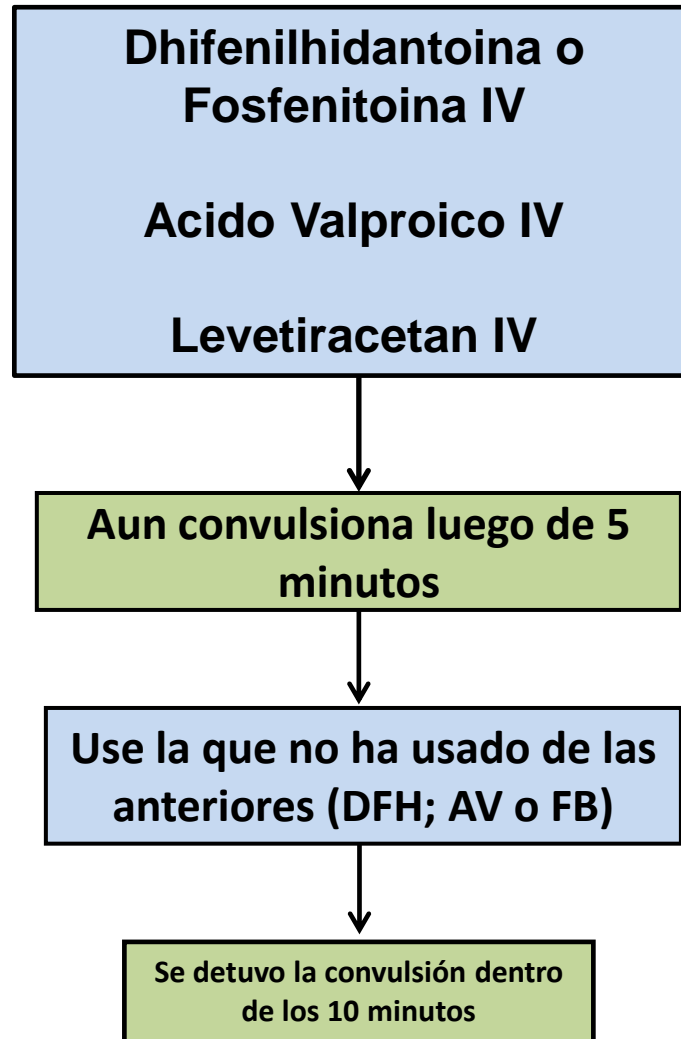 Dhifenilhidantoina o
Fosfenitoina IV
Acido Valproico IV
Levetiracetan IV
Aun convulsiona luego de 5
minutos
Use la que no ha usado de las
anteriores (DFH; AV o FB)
Se detuvo la convulsión dentro
de los 10 minutos